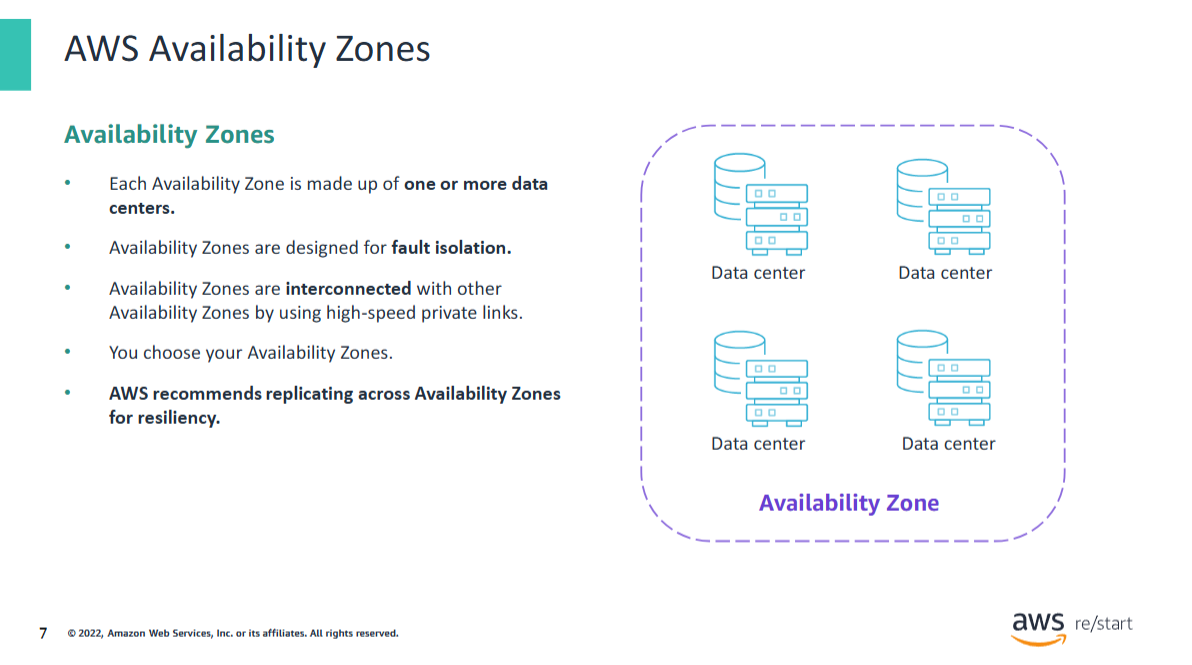 AWS Availability Zones
Availability Zones
• Each Availability Zone is made up of one or more data
centers.
• Availability Zones are designed for fault isolation.
• Availability Zones are interconnected with other
Availability Zones by using high-speed private links.
• You choose your Availability Zones.
• AWS recommends replicating across Availability Zones
for resiliency.
Data center
Data center
Data center
Data center
Availability Zone
7
© 2022, Amazon Web Services, Inc. or its affiliates. All rights reserved.
aws re/start